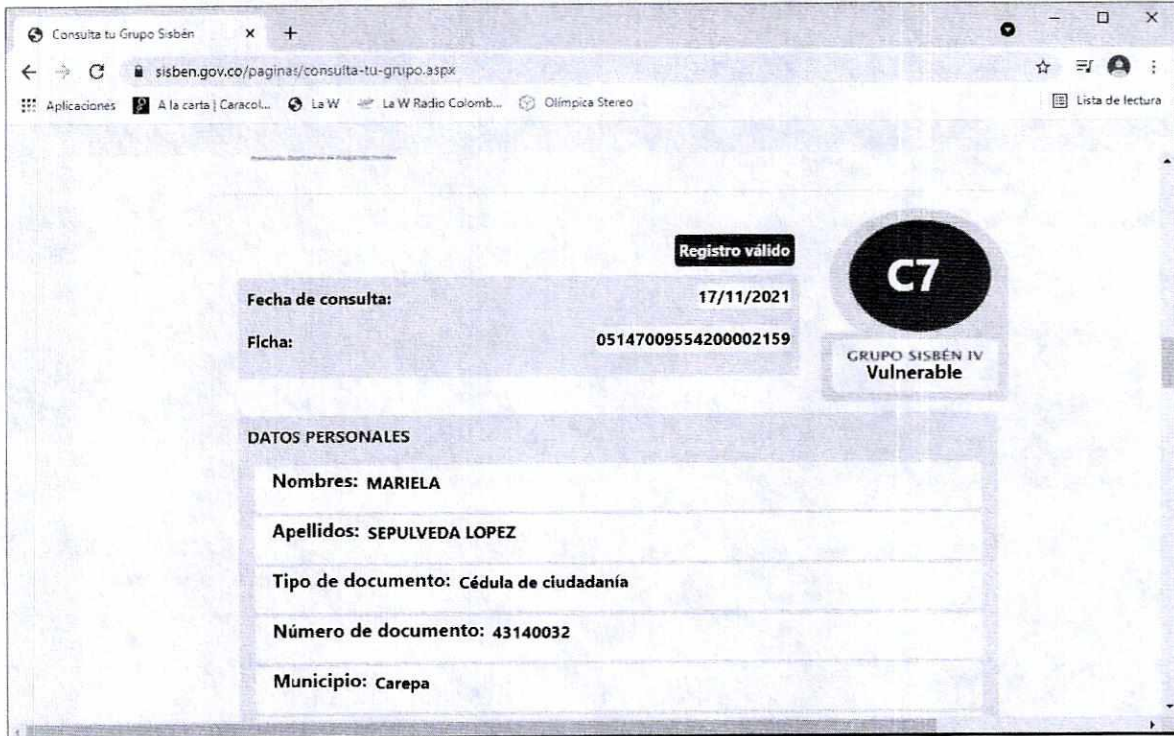 Consulta tu Grupo Sisbén
sisben.gov.co/paginas/consulta-tu-grupo.aspx
Aplicaciones A la carta | Caracol... La W La W Radio Colomb... Olímpica Stereo Lista de lectura
Registro válido
C7
Fecha de consulta: 17/11/2021
Ficha: 05147009554200002159
GRUPO SISBÉN IV
Vulnerable
DATOS PERSONALES
Nombres: MARIELA
Apellidos: SEPULVEDA LOPEZ
Tipo de documento: Cédula de ciudadanía
Número de documento: 43140032
Municipio: Carepa